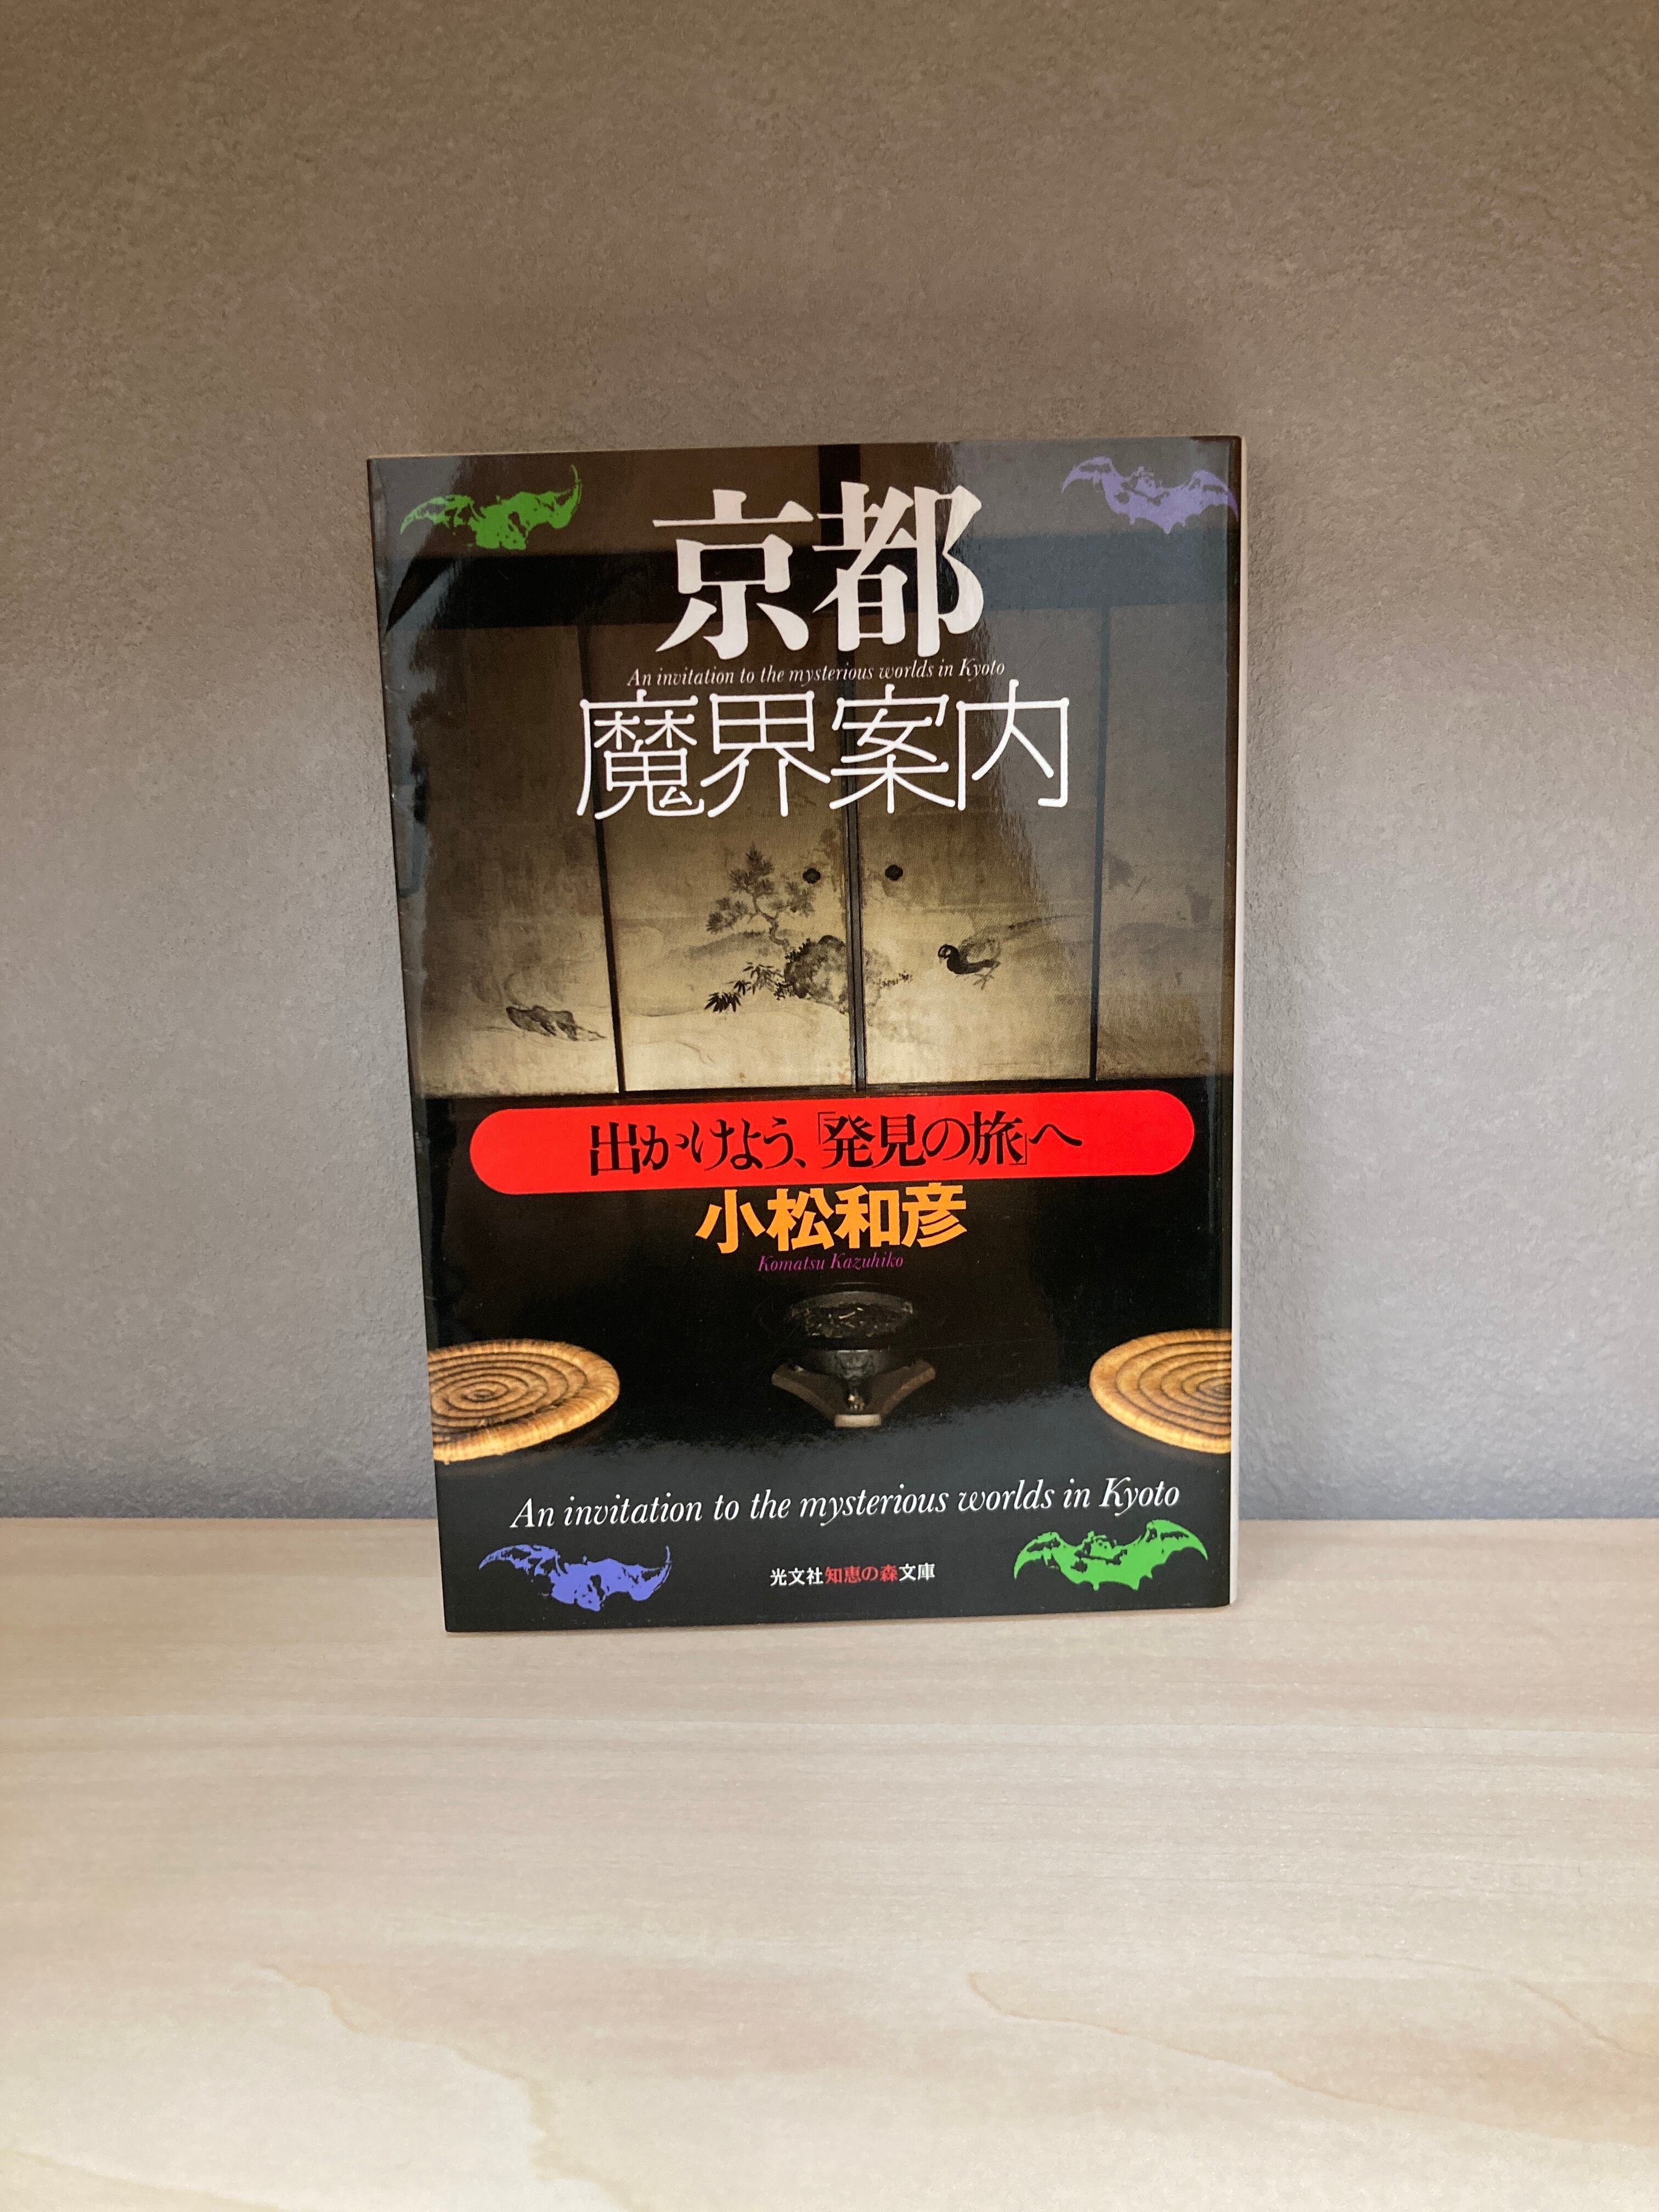 京都
An invitation to the mysterious worlds in Kyoto
魔界案内
出かけよう、「発見の旅」へ
小松和彦
Komatsu Kazuhiko
An invitation to the mysterious worlds in Kyoto
光文社知恵の森文庫